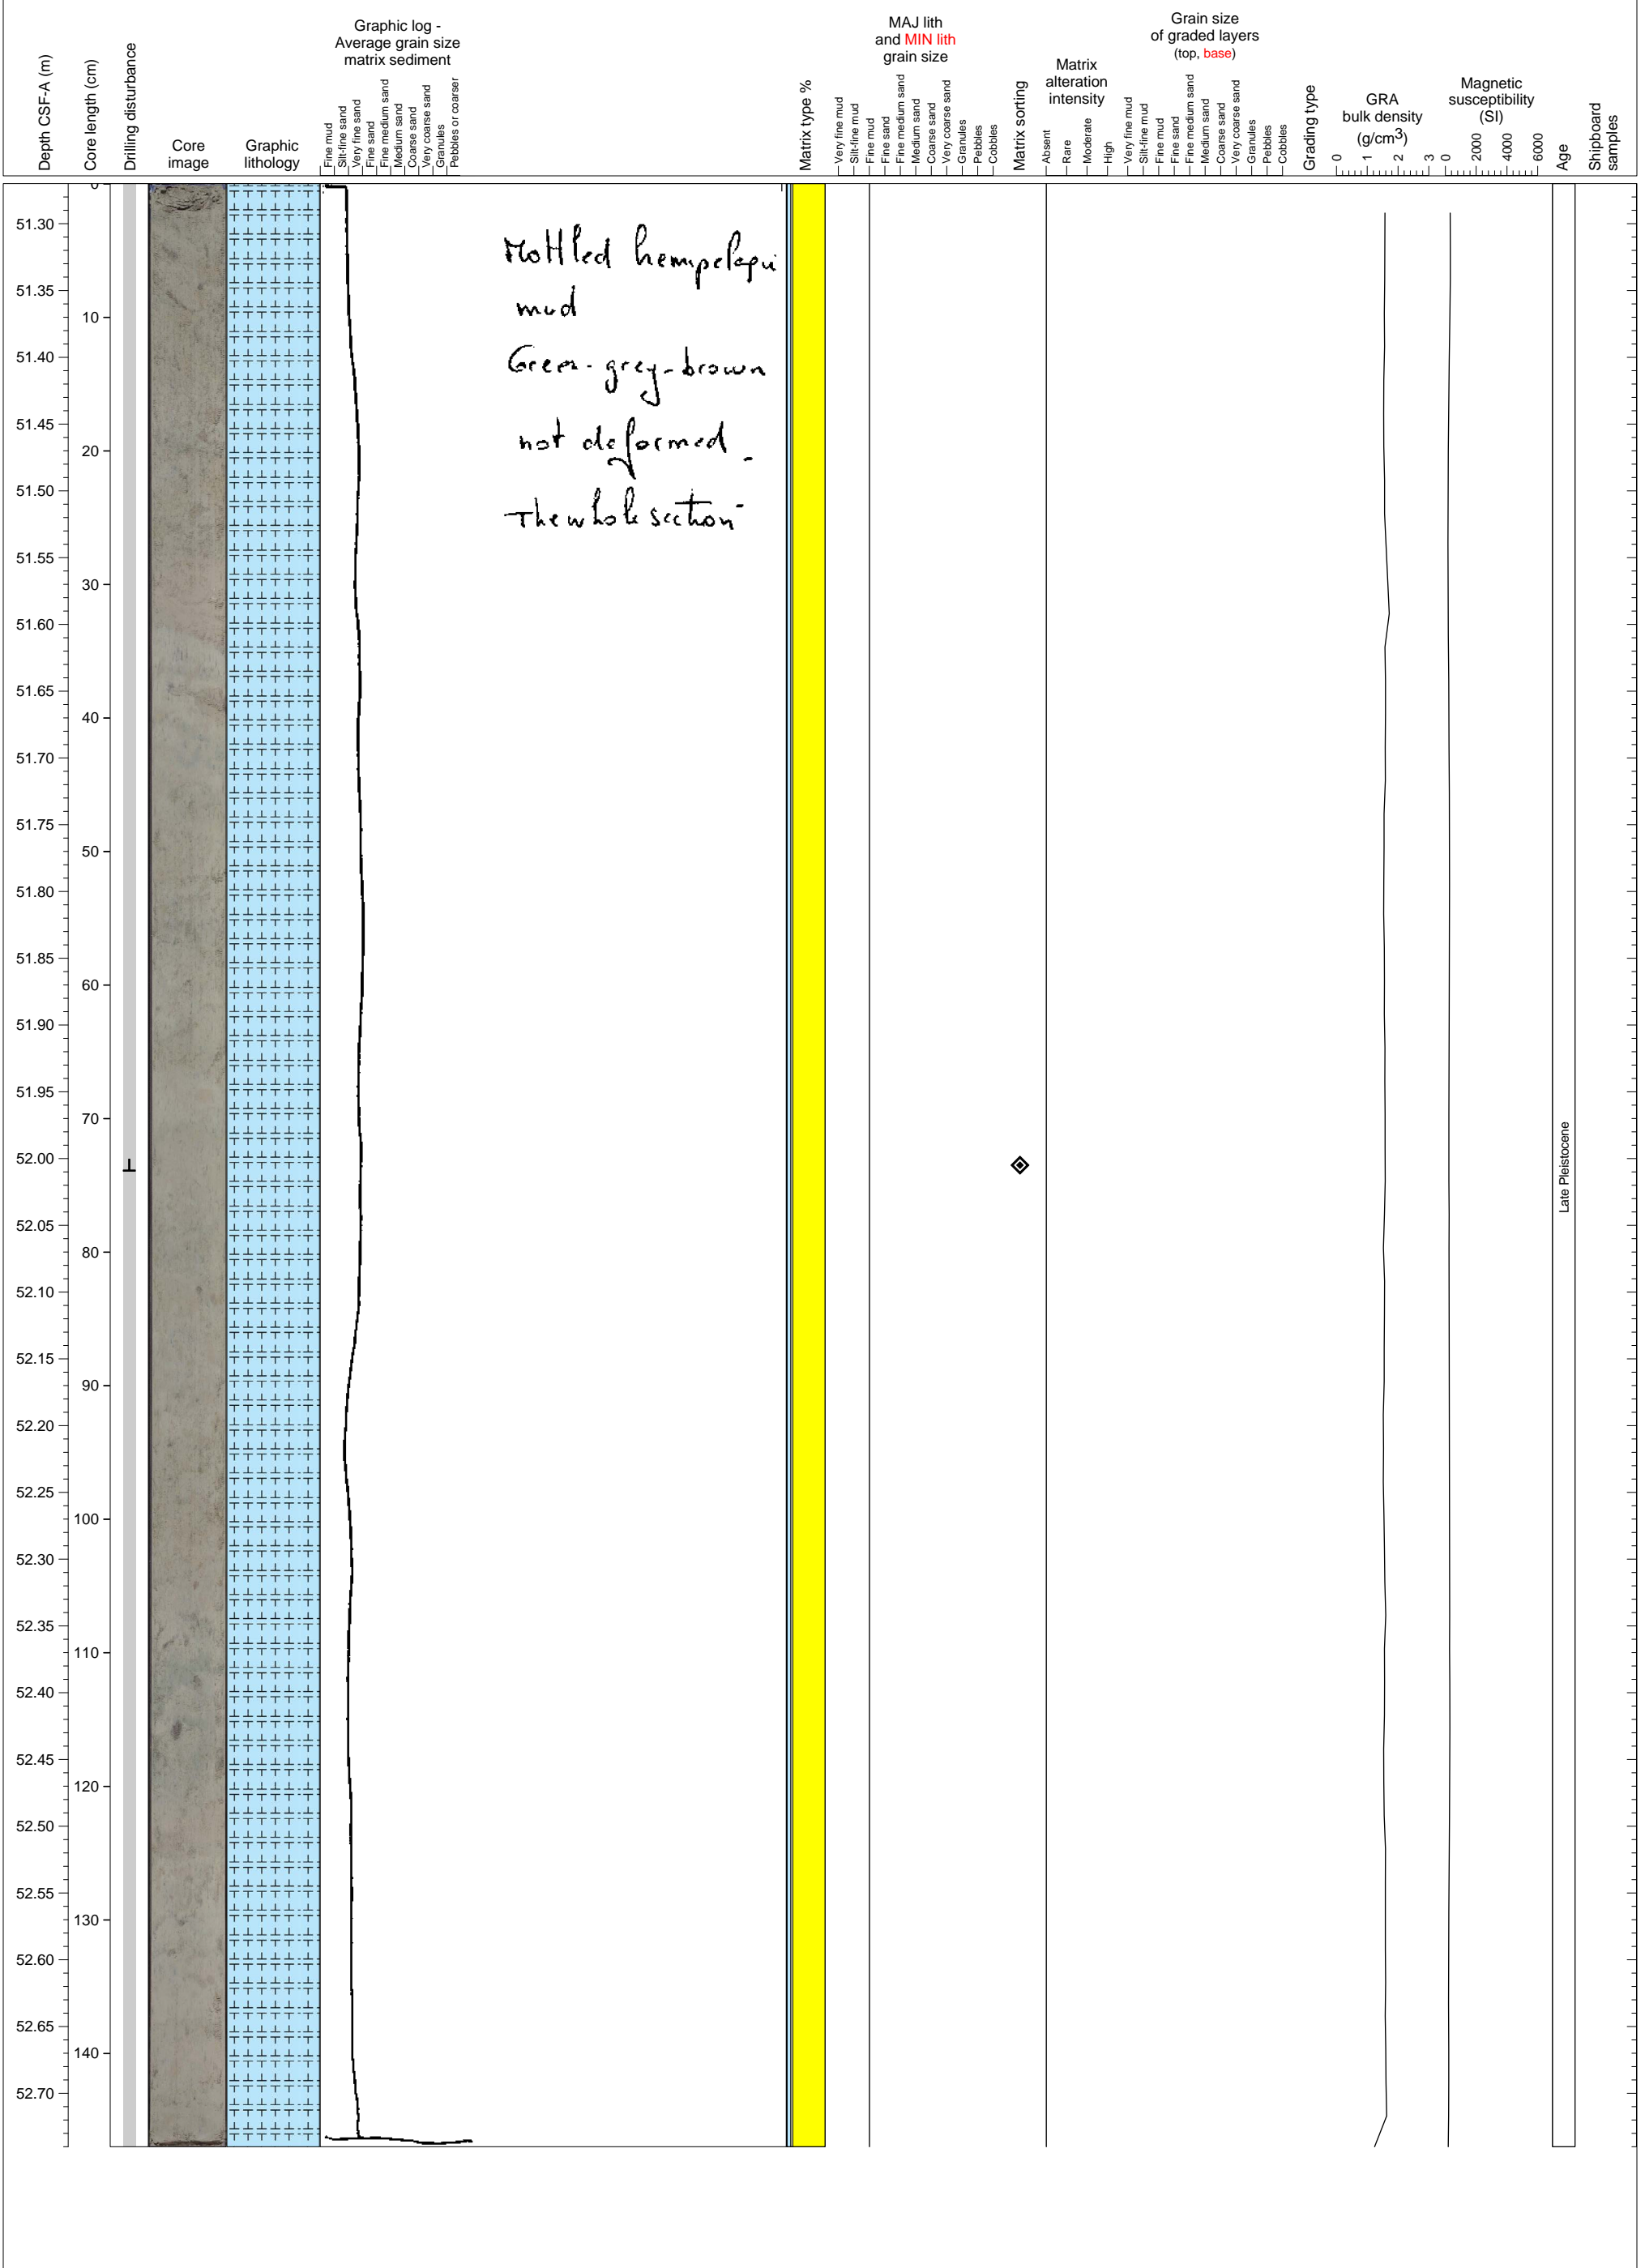 Graphic log -
Average grain size
matrix sediment
MAJ lith
and MIN lith
grain size
Grain size
of graded layers
(top, base)
Matrix
alteration
intensity
GRA
bulk density
(g/cm3)
Magnetic
susceptibility
(SI)
Depth CSF-A (m)
Core length (cm)
Drilling disturbance
Core
image
Graphic
lithology
Fine mud
Silt-fine sand
Very fine sand
Fine sand
Fine medium sand
Medium sand
Coarse sand
Very coarse sand
Granules
Pebbles or coarser
Matrix type %
Very fine mud
Silt-fine mud
Fine mud
Fine sand
Fine medium sand
Medium sand
Coarse sand
Very coarse sand
Granules
Pebbles
Cobbles
Matrix sorting
Absent
Rare
Moderate
High
Very fine mud
Silt-fine mud
Fine mud
Fine sand
Fine medium sand
Medium sand
Coarse sand
Very coarse sand
Granules
Pebbles
Cobbles
Grading type
0 1 2 3
0 2000 4000 6000
Age
Shipboard
samples
0
51.30
51.35
10
51.40
51.45
20
51.50
51.55
30
51.60
51.65
40
51.70
51.75
50
51.80
51.85
60
51.90
51.95
70
52.00
52.05
80
52.10
52.15
90
52.20
52.25
100
52.30
52.35
110
52.40
52.45
120
52.50
52.55
130
52.60
52.65
140
52.70
Mottled hemipelagi
mud
Green-grey-brown
not deformed -
The whole section
Late Pleistocene